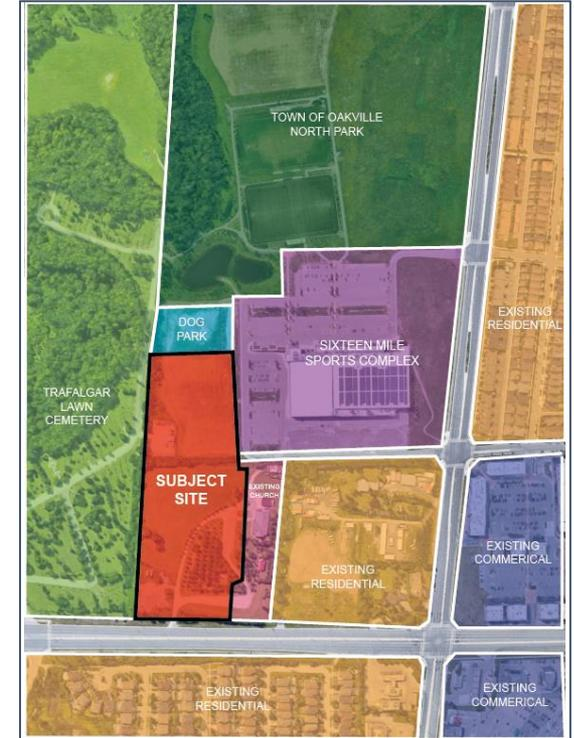 TOWN OF OAKVILLE
NORTH PARK
EXISTING
RESIDENTIAL
DOG
PARK
SIXTEEN MILE
SPORTS COMPLEX
TRAFALGAR
LAWN
CEMETERY
SUBJECT
SITE
EXISTING
CHURCH
EXISTING
RESIDENTIAL
EXISTING
COMMERICAL
EXISTING
RESIDENTIAL
EXISTING
COMMERICAL